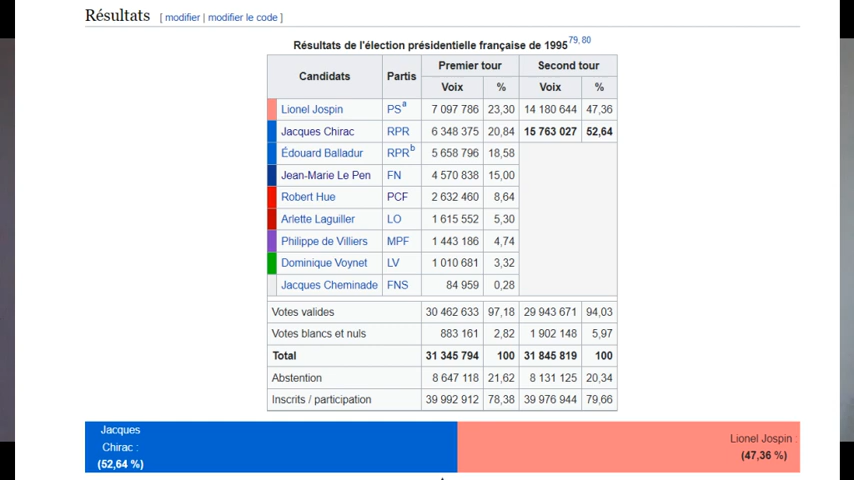 Résultats [ modifier | modifier le code ]
Résultats de l'élection présidentielle française de 1995 79, 80
Candidats Partis Premier tour Second tour
Voix % Voix %
Lionel Jospin PS a 7 097 786 23,30 14 180 644 47,36
Jacques Chirac RPR 6 348 375 20,84 15 763 027 52,64
Édouard Balladur RPR b 5 658 796 18,58
Jean-Marie Le Pen FN 4 570 838 15,00
Robert Hue PCF 2 632 460 8,64
Arlette Laguiller LO 1 615 552 5,30
Philippe de Villiers MPF 1 443 186 4,74
Dominique Voynet LV 1 010 681 3,32
Jacques Cheminade FNS 84 959 0,28
Votes valides 30 462 633 97,18 29 943 671 94,03
Votes blancs et nuls 883 161 2,82 1 902 148 5,97
Total 31 345 794 100 31 845 819 100
Abstention 8 647 118 21,62 8 131 125 20,34
Inscrits / participation 39 992 912 78,38 39 976 944 79,66
Jacques
Chirac :
(52,64 %)
Lionel Jospin :
(47,36 %)